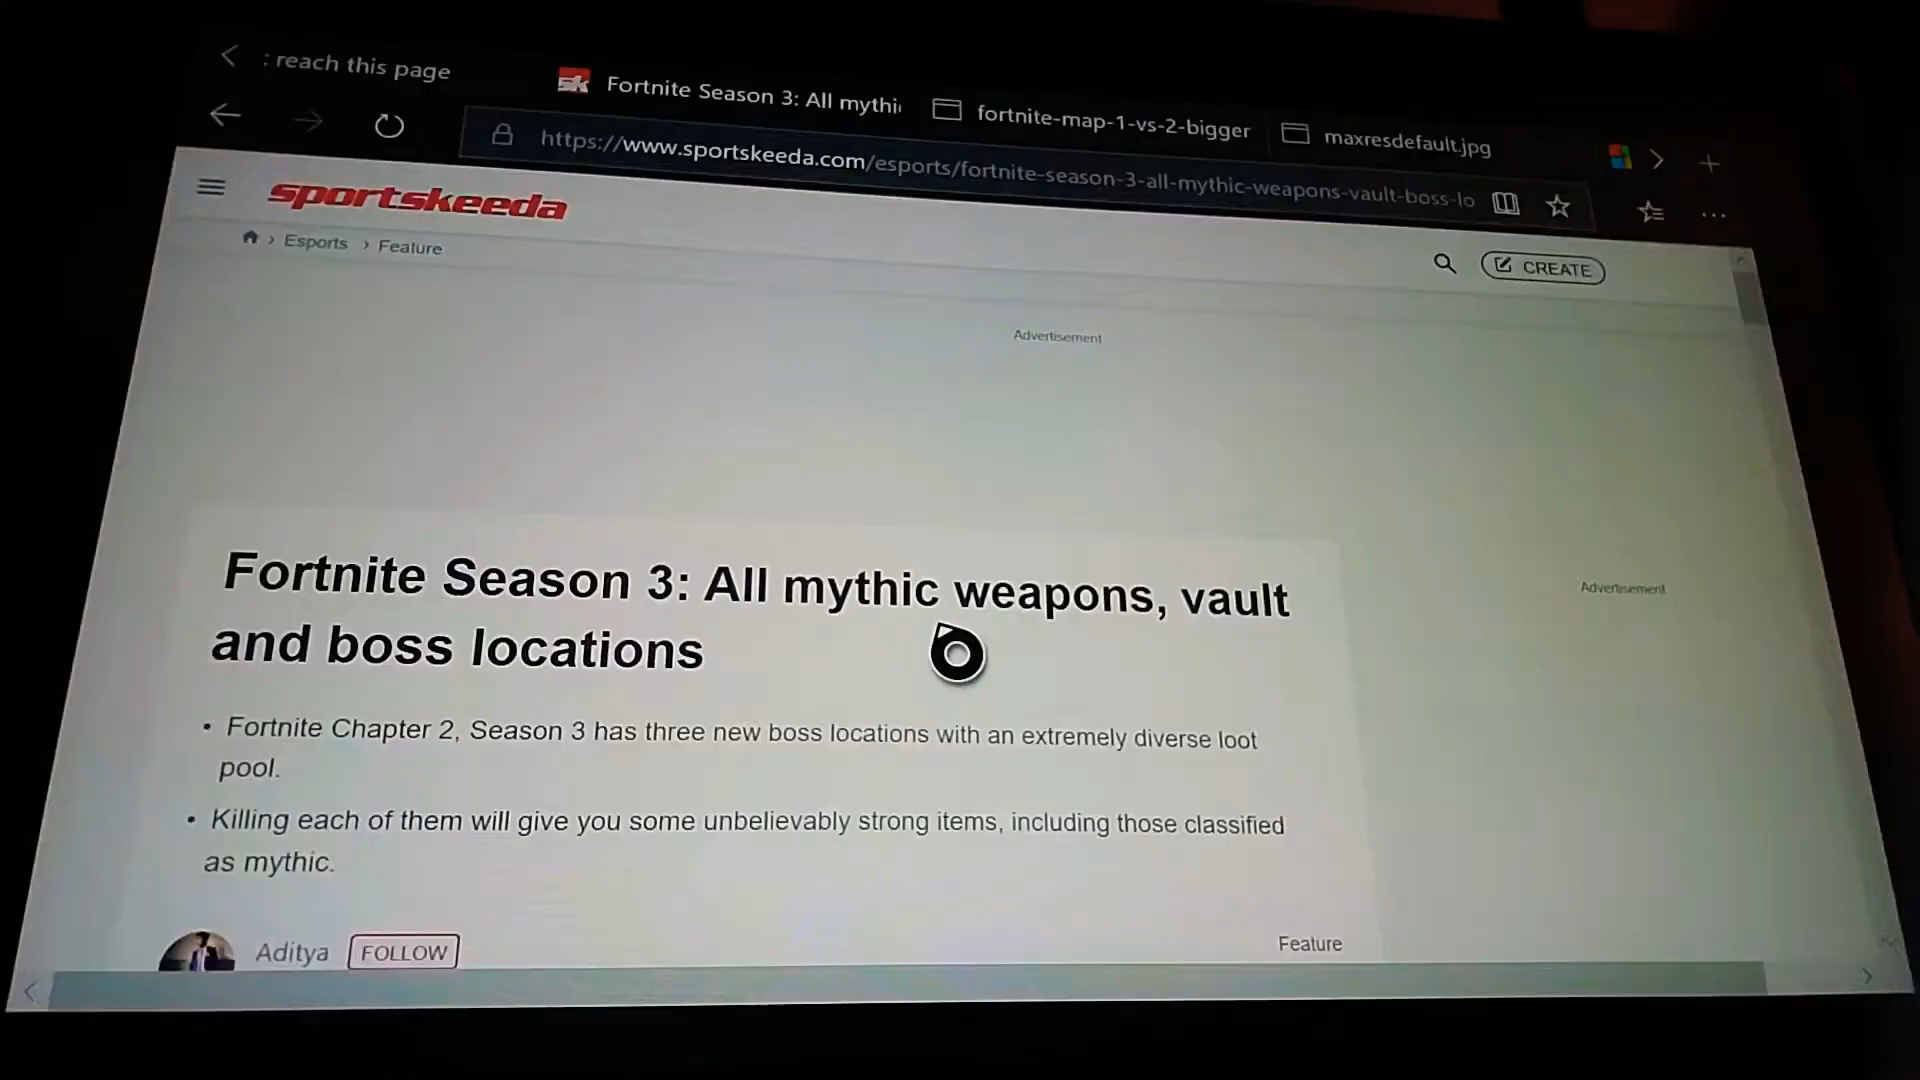 : reach this page
Fortnite Season 3: All mythi
fortnite-map-1-vs-2-bigger
maxresdefault.jpg
https://www.sportskeeda.com/esports/fortnite-season-3-all-mythic-weapons-vault-boss-lo
sportskeeda
Esports › Feature
CREATE
Advertisement
Fortnite Season 3: All mythic weapons, vault
and boss locations
Advertisement
• Fortnite Chapter 2, Season 3 has three new boss locations with an extremely diverse loot
pool.
• Killing each of them will give you some unbelievably strong items, including those classified
as mythic.
Aditya FOLLOW
Feature